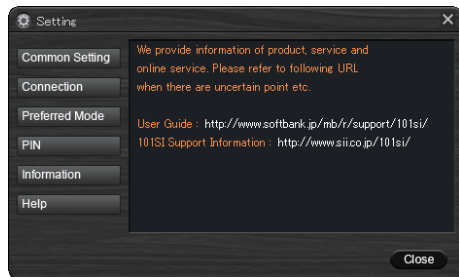 Setting
Common Setting
Connection
Preferred Mode
PIN
Information
Help
We provide information of product, service and
online service. Please refer to following URL
when there are uncertain point etc.
User Guide : http://www.softbank.jp/mb/r/support/101si/
101SI Support Information : http://www.sii.co.jp/101si/
Close